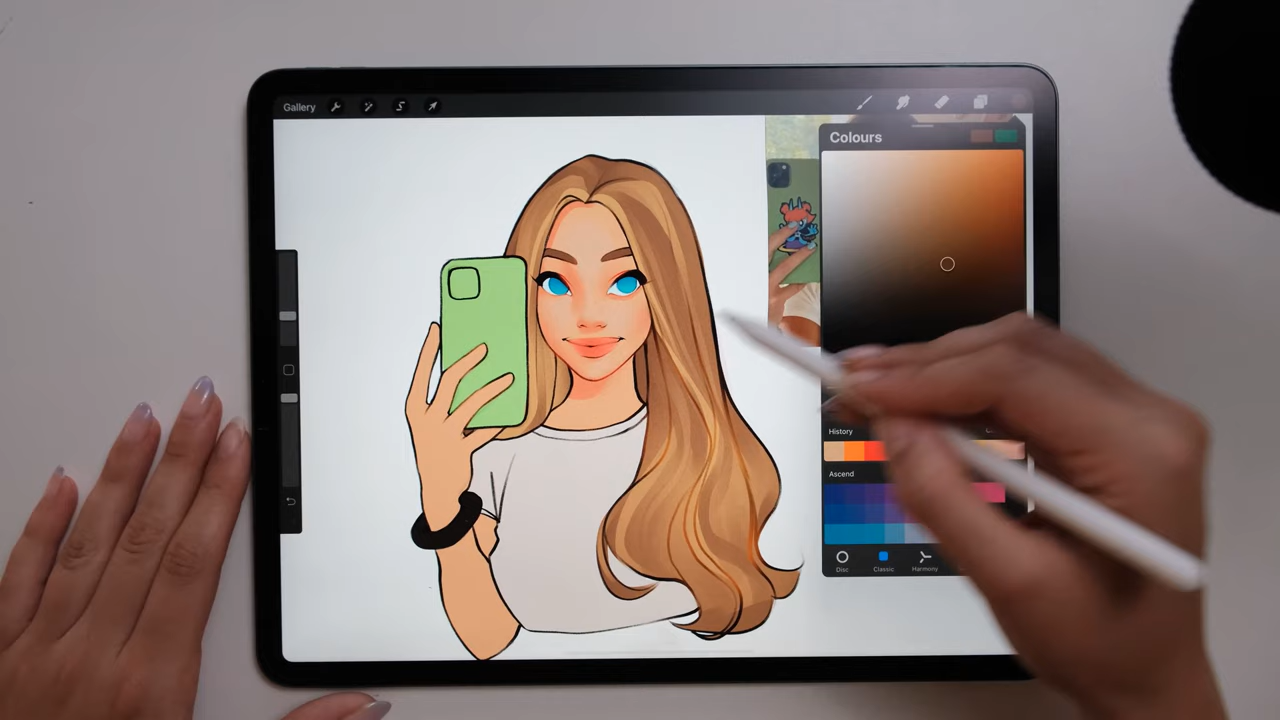 Gallery
Colours
History
Ascend
Disc
Classic
Harmony